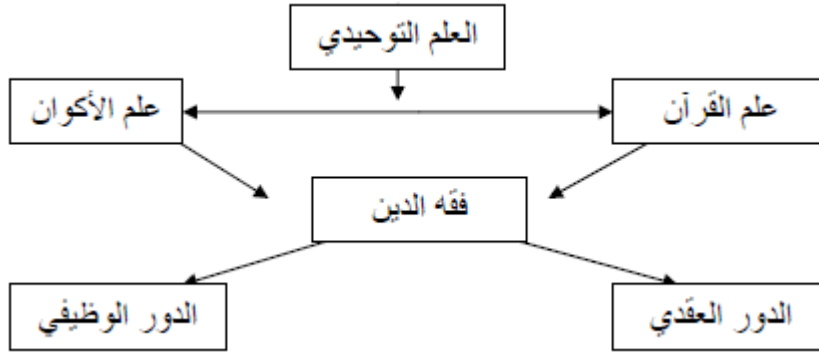 العلم التوحيدي
علم القرآن
علم الأكوان
فقه الدين
الدور العقدي
الدور الوظيفي